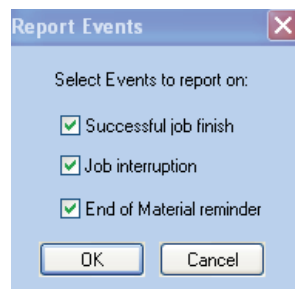 Report Events
Select Events to report on:
Successful job finish
Job interruption
End of Material reminder
OK Cancel